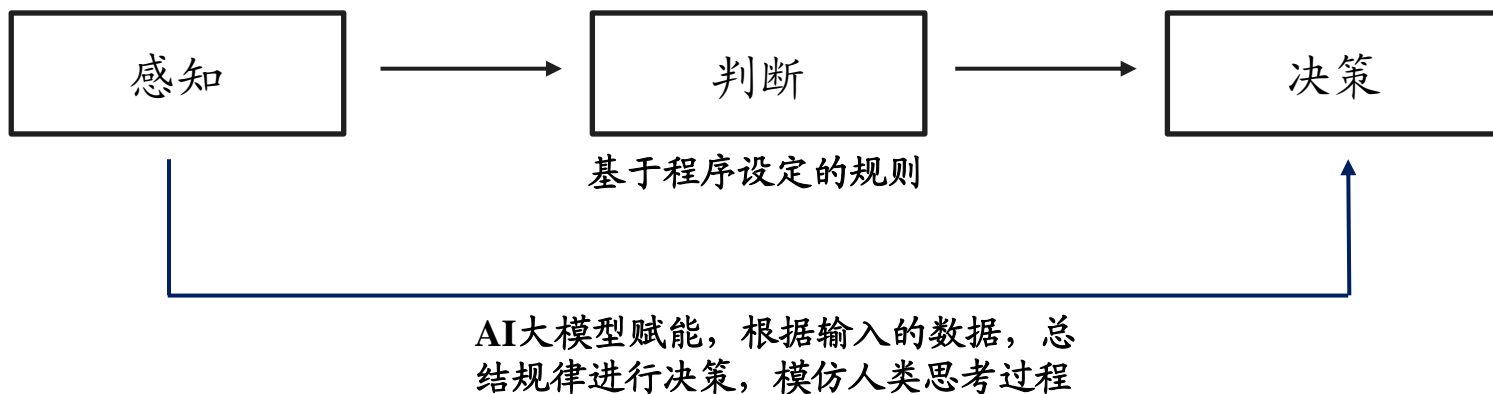 感知
判断
决策
基于程序设定的规则
AI大模型赋能，根据输入的数据，总
结规律进行决策，模仿人类思考过程